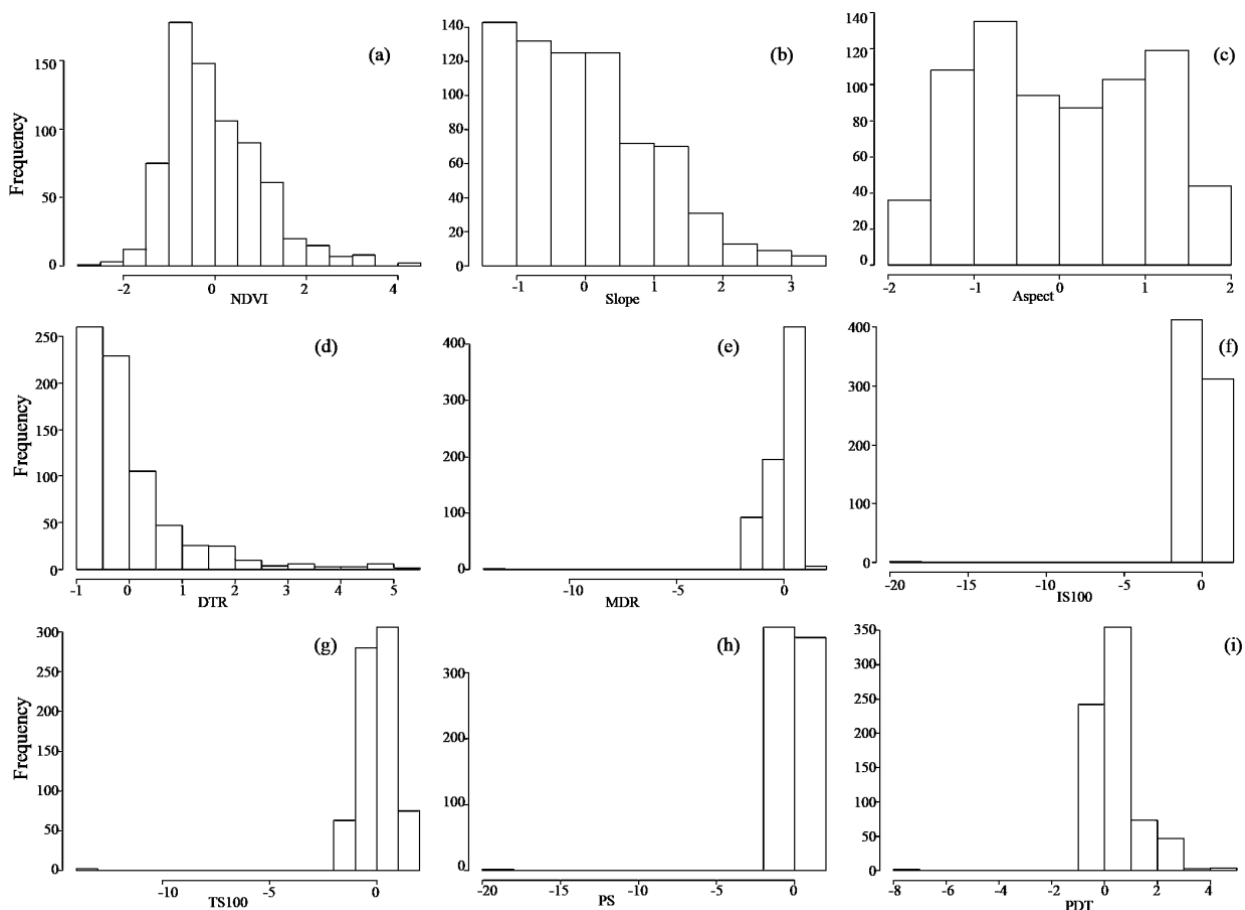 (a) (b) (c)
Frequency
150
100
50
0
-2 0 2 4
NDVI
140
120
100
80
60
40
20
0
-1 0 1 2 3
Slope
140
120
100
80
60
40
20
0
-2 -1 0 1 2
Aspect
(d) (e) (f)
Frequency
250
200
150
100
50
0
-1 0 1 2 3 4 5
DTR
400
300
200
100
0
-10 -5 0
MDR
400
300
200
100
0
-20 -15 -10 -5 0
IS100
(g) (h) (i)
Frequency
300
250
200
150
100
50
0
-10 -5 0
TS100
300
200
100
0
-20 -15 -10 -5 0
PS
350
300
250
200
150
100
50
0
-8 -6 -4 -2 0 2 4
PDT